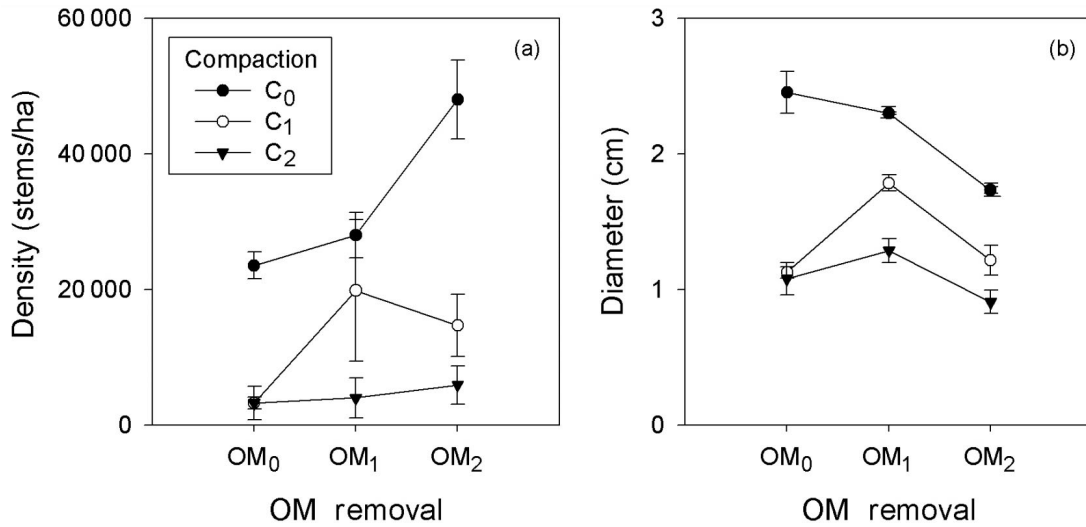 60 000
40 000
20 000
0
Density (stems/ha)
(a)
Compaction
C0
C1
C2
OM0 OM1 OM2
OM removal
3
2
1
0
Diameter (cm)
(b)
OM0 OM1 OM2
OM removal